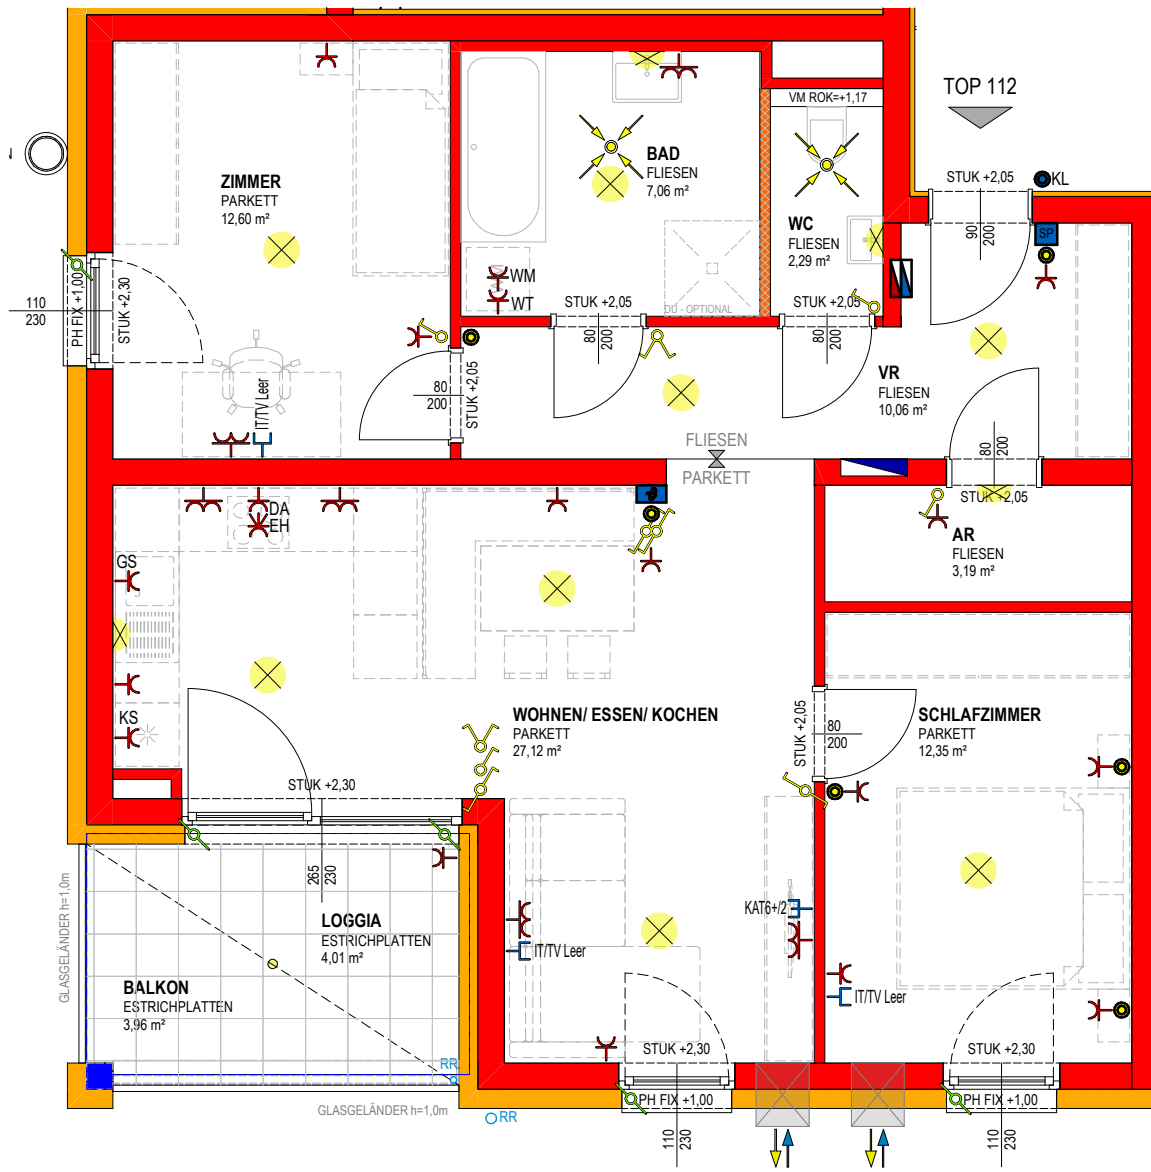 TOP 112
VM ROK=+1,17
STUK +2,05
KL
90
200
SP
ZIMMER
PARKETT
12,60 m²
BAD
FLIESEN
7,06 m²
WC
FLIESEN
2,29 m²
WM
WT
DU - OPTIONAL
STUK +2,05
80
200
STUK +2,05
80
200
110
230
PH FIX +1,00
STUK +2,30
VR
FLIESEN
10,06 m²
IT/TV Leer
80
200
STUK +2,05
FLIESEN
PARKETT
80
200
STUK +2,05
DA
EH
AR
FLIESEN
3,19 m²
GS
KS
WOHNEN/ ESSEN/ KOCHEN
PARKETT
27,12 m²
STUK +2,05
80
200
SCHLAFZIMMER
PARKETT
12,35 m²
STUK +2,30
265
230
GLASGELÄNDER h=1,0m
LOGGIA
ESTRICHPLATTEN
4,01 m²
BALKON
ESTRICHPLATTEN
3,96 m²
KAT6+/2
IT/TV Leer
IT/TV Leer
RR
STUK +2,30
STUK +2,30
PH FIX +1,00
PH FIX +1,00
GLASGELÄNDER h=1,0m
RR
110
230
110
230